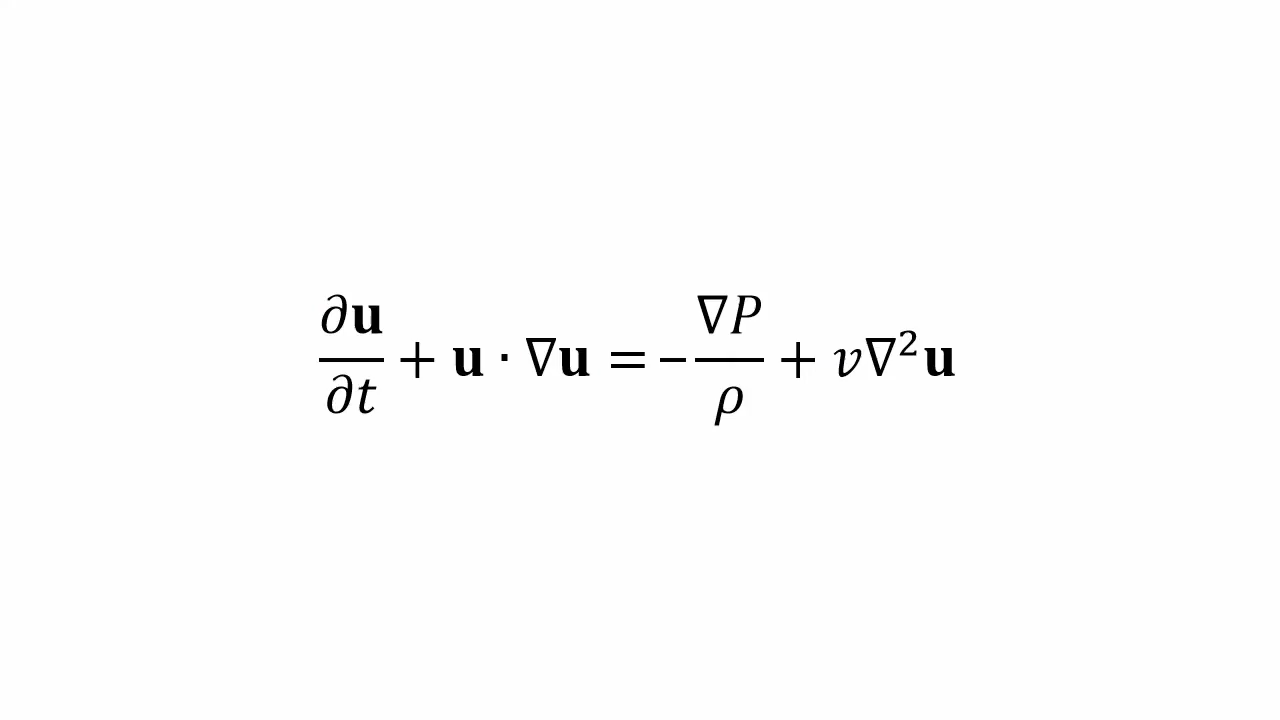 ∂𝐮/∂t + 𝐮 · ∇𝐮 = −∇P/ρ + v∇²𝐮